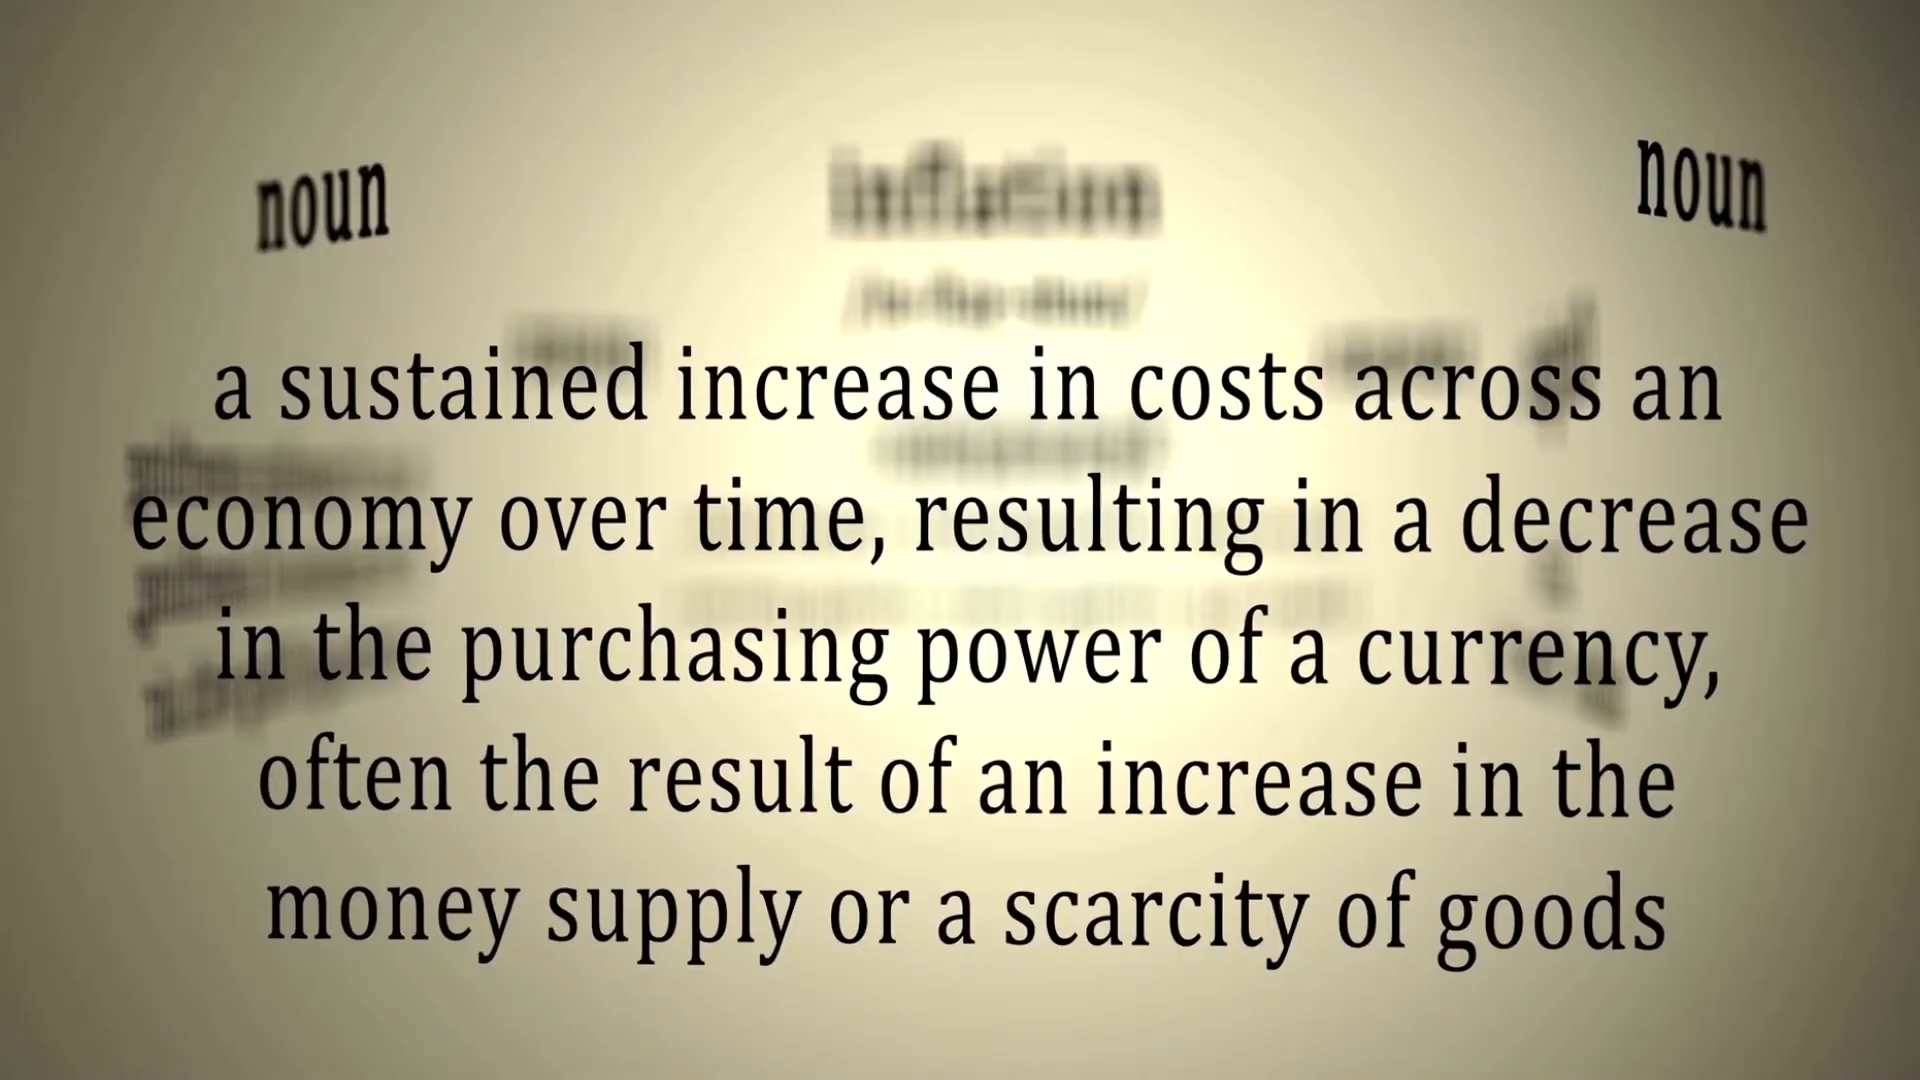 noun
inflation
noun
a sustained increase in costs across an
economy over time, resulting in a decrease
in the purchasing power of a currency,
often the result of an increase in the
money supply or a scarcity of goods